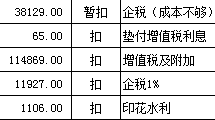 38129.00 暂扣 企税（成本不够）
65.00 扣 垫付增值税利息
114869.00 扣 增值税及附加
11927.00 扣 企税1%
1106.00 扣 印花水利